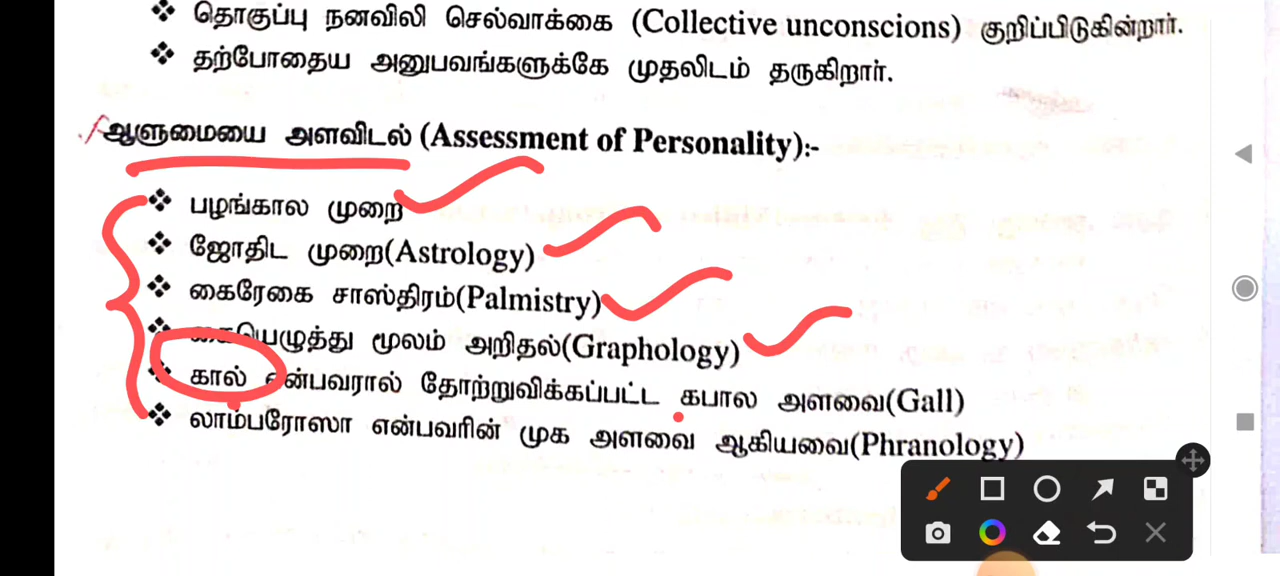 ❖ தொகுப்பு நனவிலி செல்வாக்கை (Collective unconscions) குறிப்பிடுகின்றார்.
❖ தற்போதைய அனுபவங்களுக்கே முதலிடம் தருகிறார்.
ஆளுமையை அளவிடல் (Assessment of Personality):-
❖ பழங்கால முறை
❖ ஜோதிட முறை(Astrology)
❖ கைரேகை சாஸ்திரம்(Palmistry)
❖ கையெழுத்து மூலம் அறிதல்(Graphology)
❖ கால் என்பவரால் தோற்றுவிக்கப்பட்ட கபால அளவை(Gall)
❖ லாம்பரோஸா என்பவரின் முக அளவை ஆகியவை(Phranology)